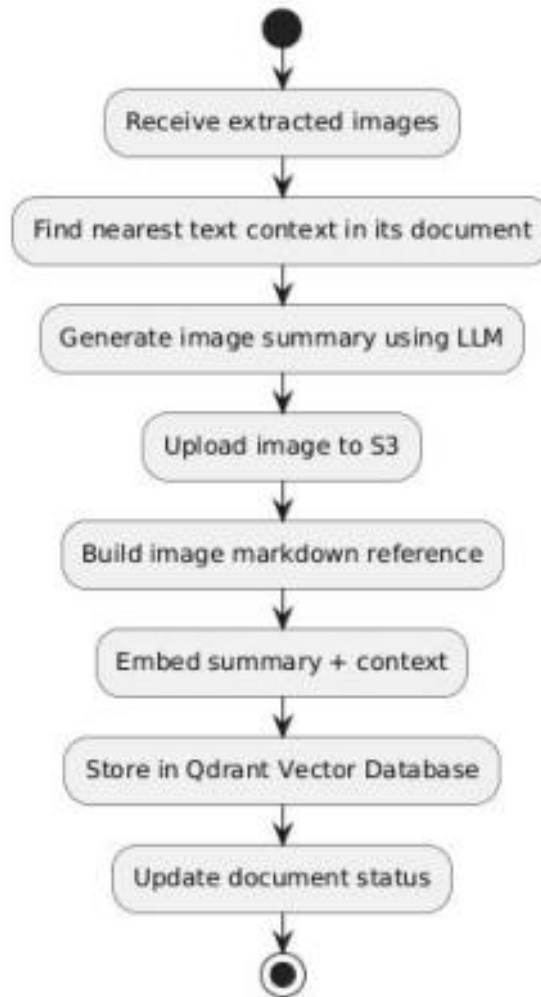 Receive extracted images
Find nearest text context in its document
Generate image summary using LLM
Upload image to S3
Build image markdown reference
Embed summary + context
Store in Qdrant Vector Database
Update document status